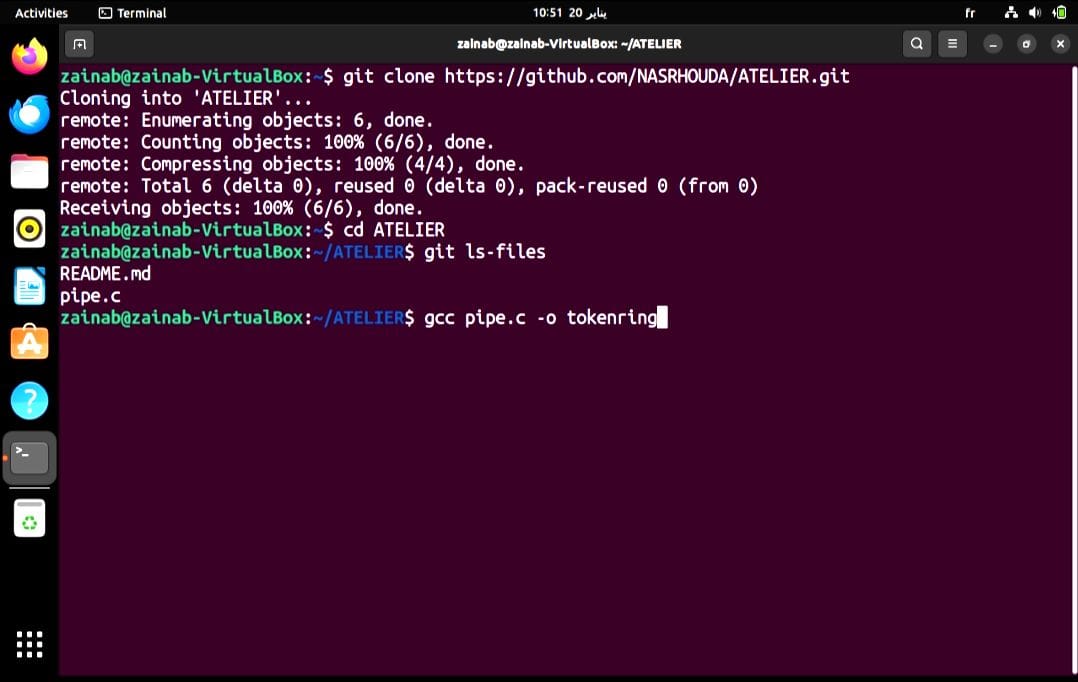 Activities Terminal 10:51 20 يناير fr
zainab@zainab-VirtualBox: ~/ATELIER
zainab@zainab-VirtualBox:~$ git clone https://github.com/NASRHOUDA/ATELIER.git
Cloning into 'ATELIER'...
remote: Enumerating objects: 6, done.
remote: Counting objects: 100% (6/6), done.
remote: Compressing objects: 100% (4/4), done.
remote: Total 6 (delta 0), reused 0 (delta 0), pack-reused 0 (from 0)
Receiving objects: 100% (6/6), done.
zainab@zainab-VirtualBox:~$ cd ATELIER
zainab@zainab-VirtualBox:~/ATELIER$ git ls-files
README.md
pipe.c
zainab@zainab-VirtualBox:~/ATELIER$ gcc pipe.c -o tokenring